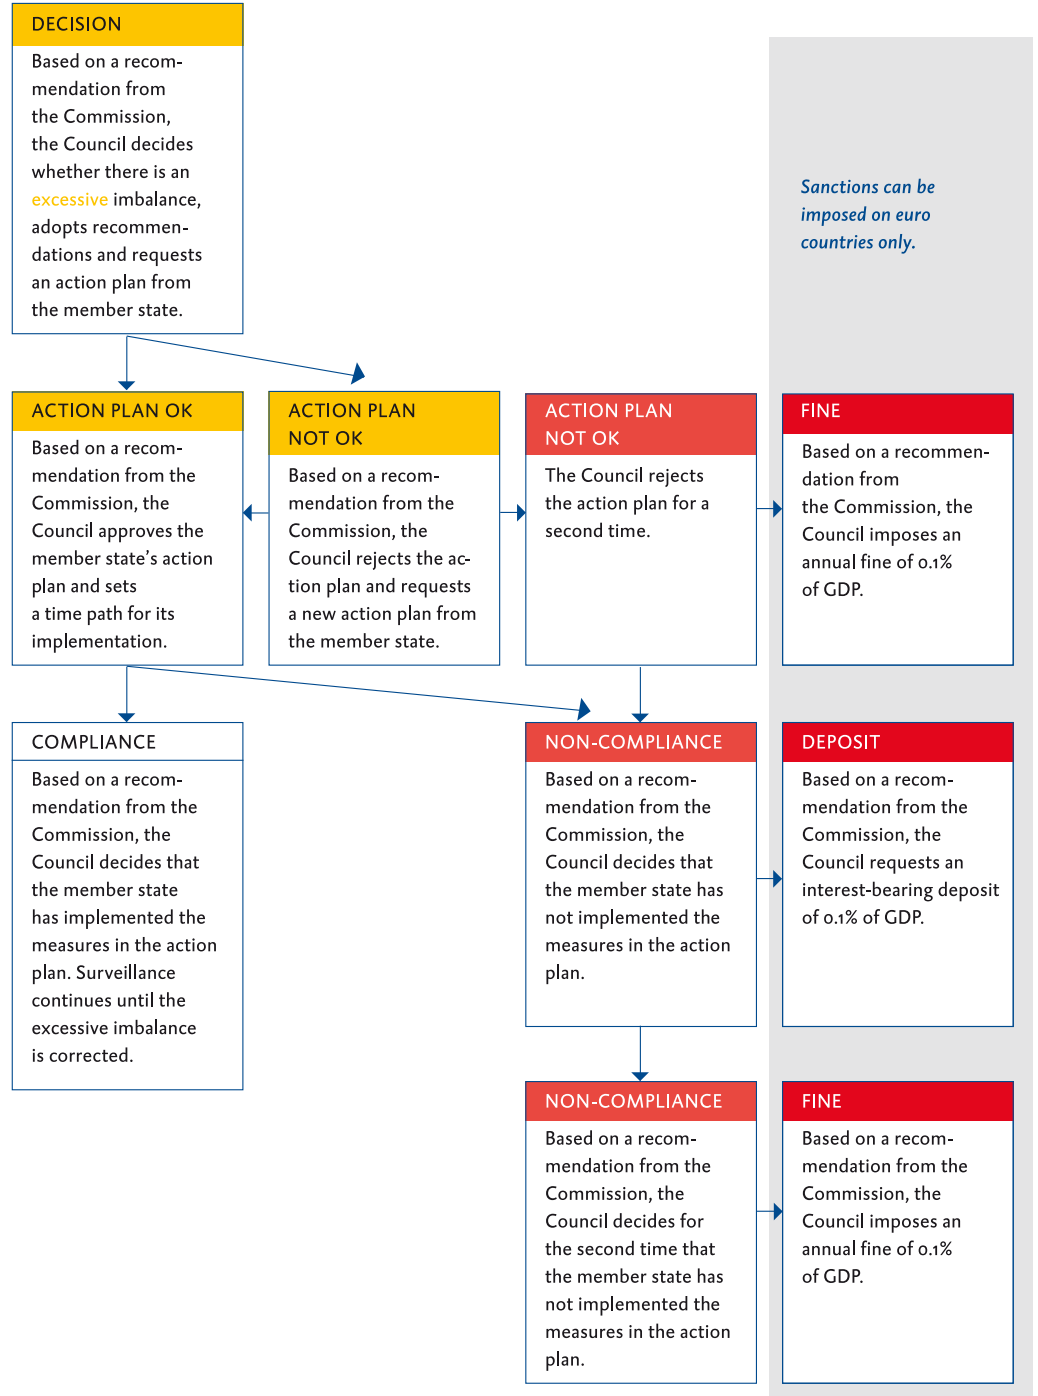 DECISION
Based on a recom-
mendation from
the Commission,
the Council decides
whether there is an
excessive imbalance,
adopts recommen-
dations and requests
an action plan from
the member state.
Sanctions can be
imposed on euro
countries only.
ACTION PLAN OK
Based on a recom-
mendation from the
Commission, the
Council approves the
member state's action
plan and sets
a time path for its
implementation.
ACTION PLAN
NOT OK
Based on a recom-
mendation from the
Commission, the
Council rejects the ac-
tion plan and requests
a new action plan from
the member state.
ACTION PLAN
NOT OK
The Council rejects
the action plan for a
second time.
FINE
Based on a recommen-
dation from
the Commission, the
Council imposes an
annual fine of 0.1%
of GDP.
COMPLIANCE
Based on a recom-
mendation from the
Commission, the
Council decides that
the member state
has implemented the
measures in the action
plan. Surveillance
continues until the
excessive imbalance
is corrected.
NON-COMPLIANCE
Based on a recom-
mendation from the
Commission, the
Council decides that
the member state has
not implemented the
measures in the action
plan.
DEPOSIT
Based on a recom-
mendation from the
Commission, the
Council requests an
interest-bearing deposit
of 0.1% of GDP.
NON-COMPLIANCE
Based on a recom-
mendation from the
Commission, the
Council decides for
the second time that
the member state has
not implemented the
measures in the action
plan.
FINE
Based on a recom-
mendation from the
Commission, the
Council imposes an
annual fine of 0.1%
of GDP.